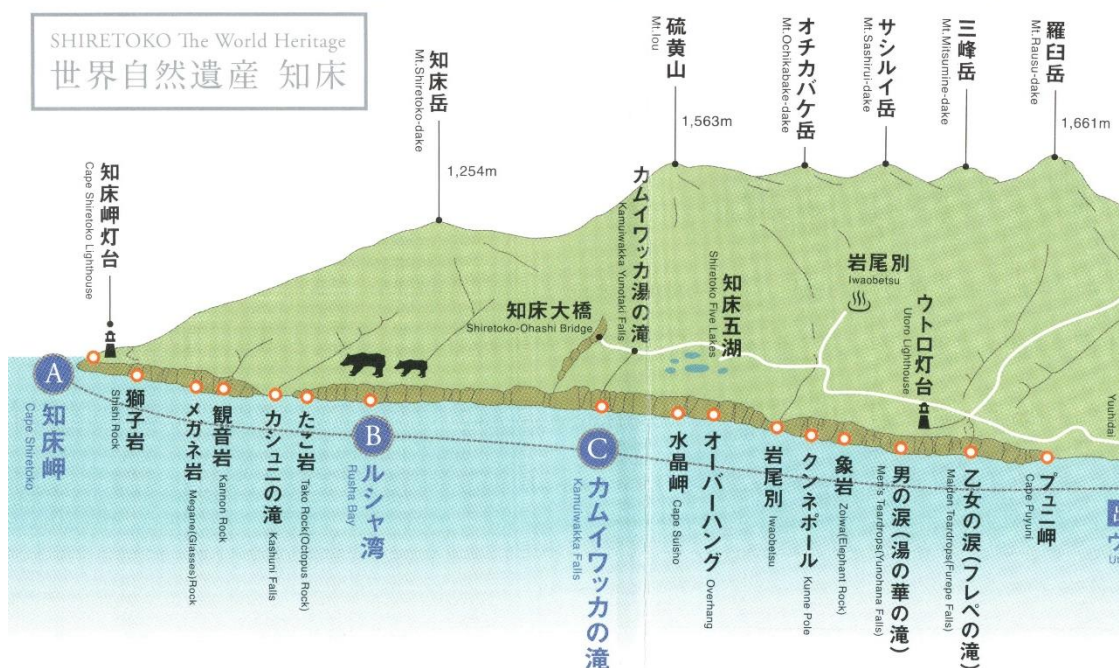 SHIRETOKO The World Heritage
世界自然遺産 知床
知床岬灯台
Cape Shiretoko Lighthouse
知床岳
Mt.Shiretoko-dake
1,254m
硫黄山
Mt.Iou
1,563m
オチカバケ岳
Mt.Ochikabake-dake
サシルイ岳
Mt.Sashirui-dake
三峰岳
Mt.Mitsumine-dake
羅臼岳
Mt.Rausu-dake
1,661m
知床大橋
Shiretoko-Ohashi Bridge
カムイワッカ湯の滝
Kamuiwakka Yunotaki Falls
知床五湖
Shiretoko Five Lakes
岩尾別
Iwaobetsu
ウトロ灯台
Utoro Lighthouse
Yuuhidai
A
知床岬
Cape Shiretoko
獅子岩
Shishi Rock
メガネ岩
Megane(Glasses)Rock
観音岩
Kannon Rock
カシュニの滝
Kashuni Falls
たこ岩
Tako Rock(Octopus Rock)
B
ルシャ湾
Rusha Bay
C
カムイワッカの滝
Kamuiwakka Falls
水晶岬
Cape Suisho
オーバーハング
Overhang
岩尾別
Iwaobetsu
クンネポール
Kunne Pole
象岩
Zoiwa(Elephant Rock)
男の涙(湯の華の滝)
Men's Teardrops(Yunohana Falls)
乙女の涙(フレペの滝)
Maiden Teardrops(Furepe Falls)
プユニ岬
Cape Puyuni